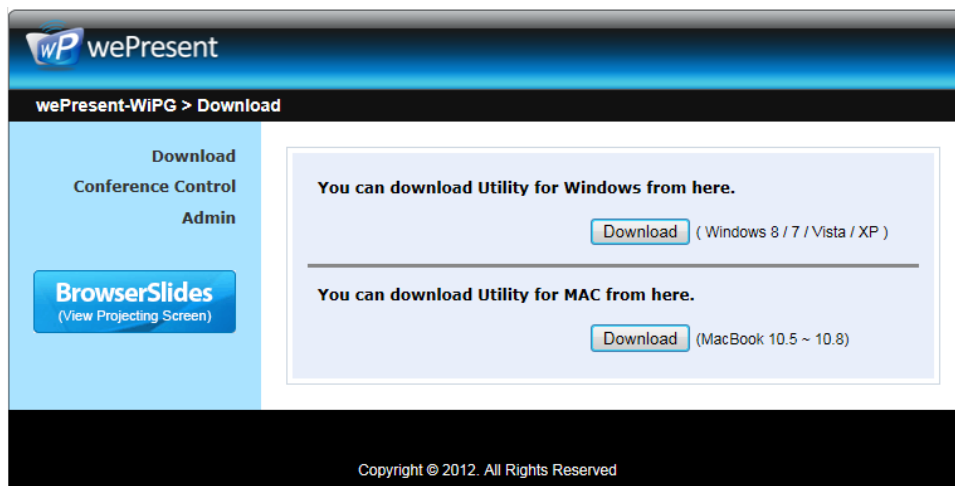 wP wePresent
wePresent-WiPG > Download
Download
Conference Control
Admin
BrowserSlides
(View Projecting Screen)
You can download Utility for Windows from here.
Download ( Windows 8 / 7 / Vista / XP )
You can download Utility for MAC from here.
Download (MacBook 10.5 ~ 10.8)
Copyright © 2012. All Rights Reserved